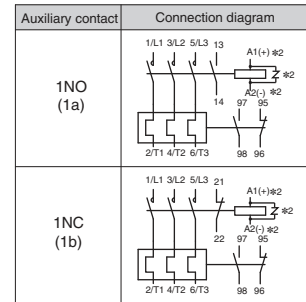 Auxiliary contact Connection diagram
1NO
(1a)
1/L1 3/L2 5/L3 13
A1(+) *2
*2
A2(-) *2
14 97 95
2/T1 4/T2 6/T3 98 96
1NC
(1b)
1/L1 3/L2 5/L3 21
A1(+) *2
*2
A2(-) *2
22 97 95
2/T1 4/T2 6/T3 98 96